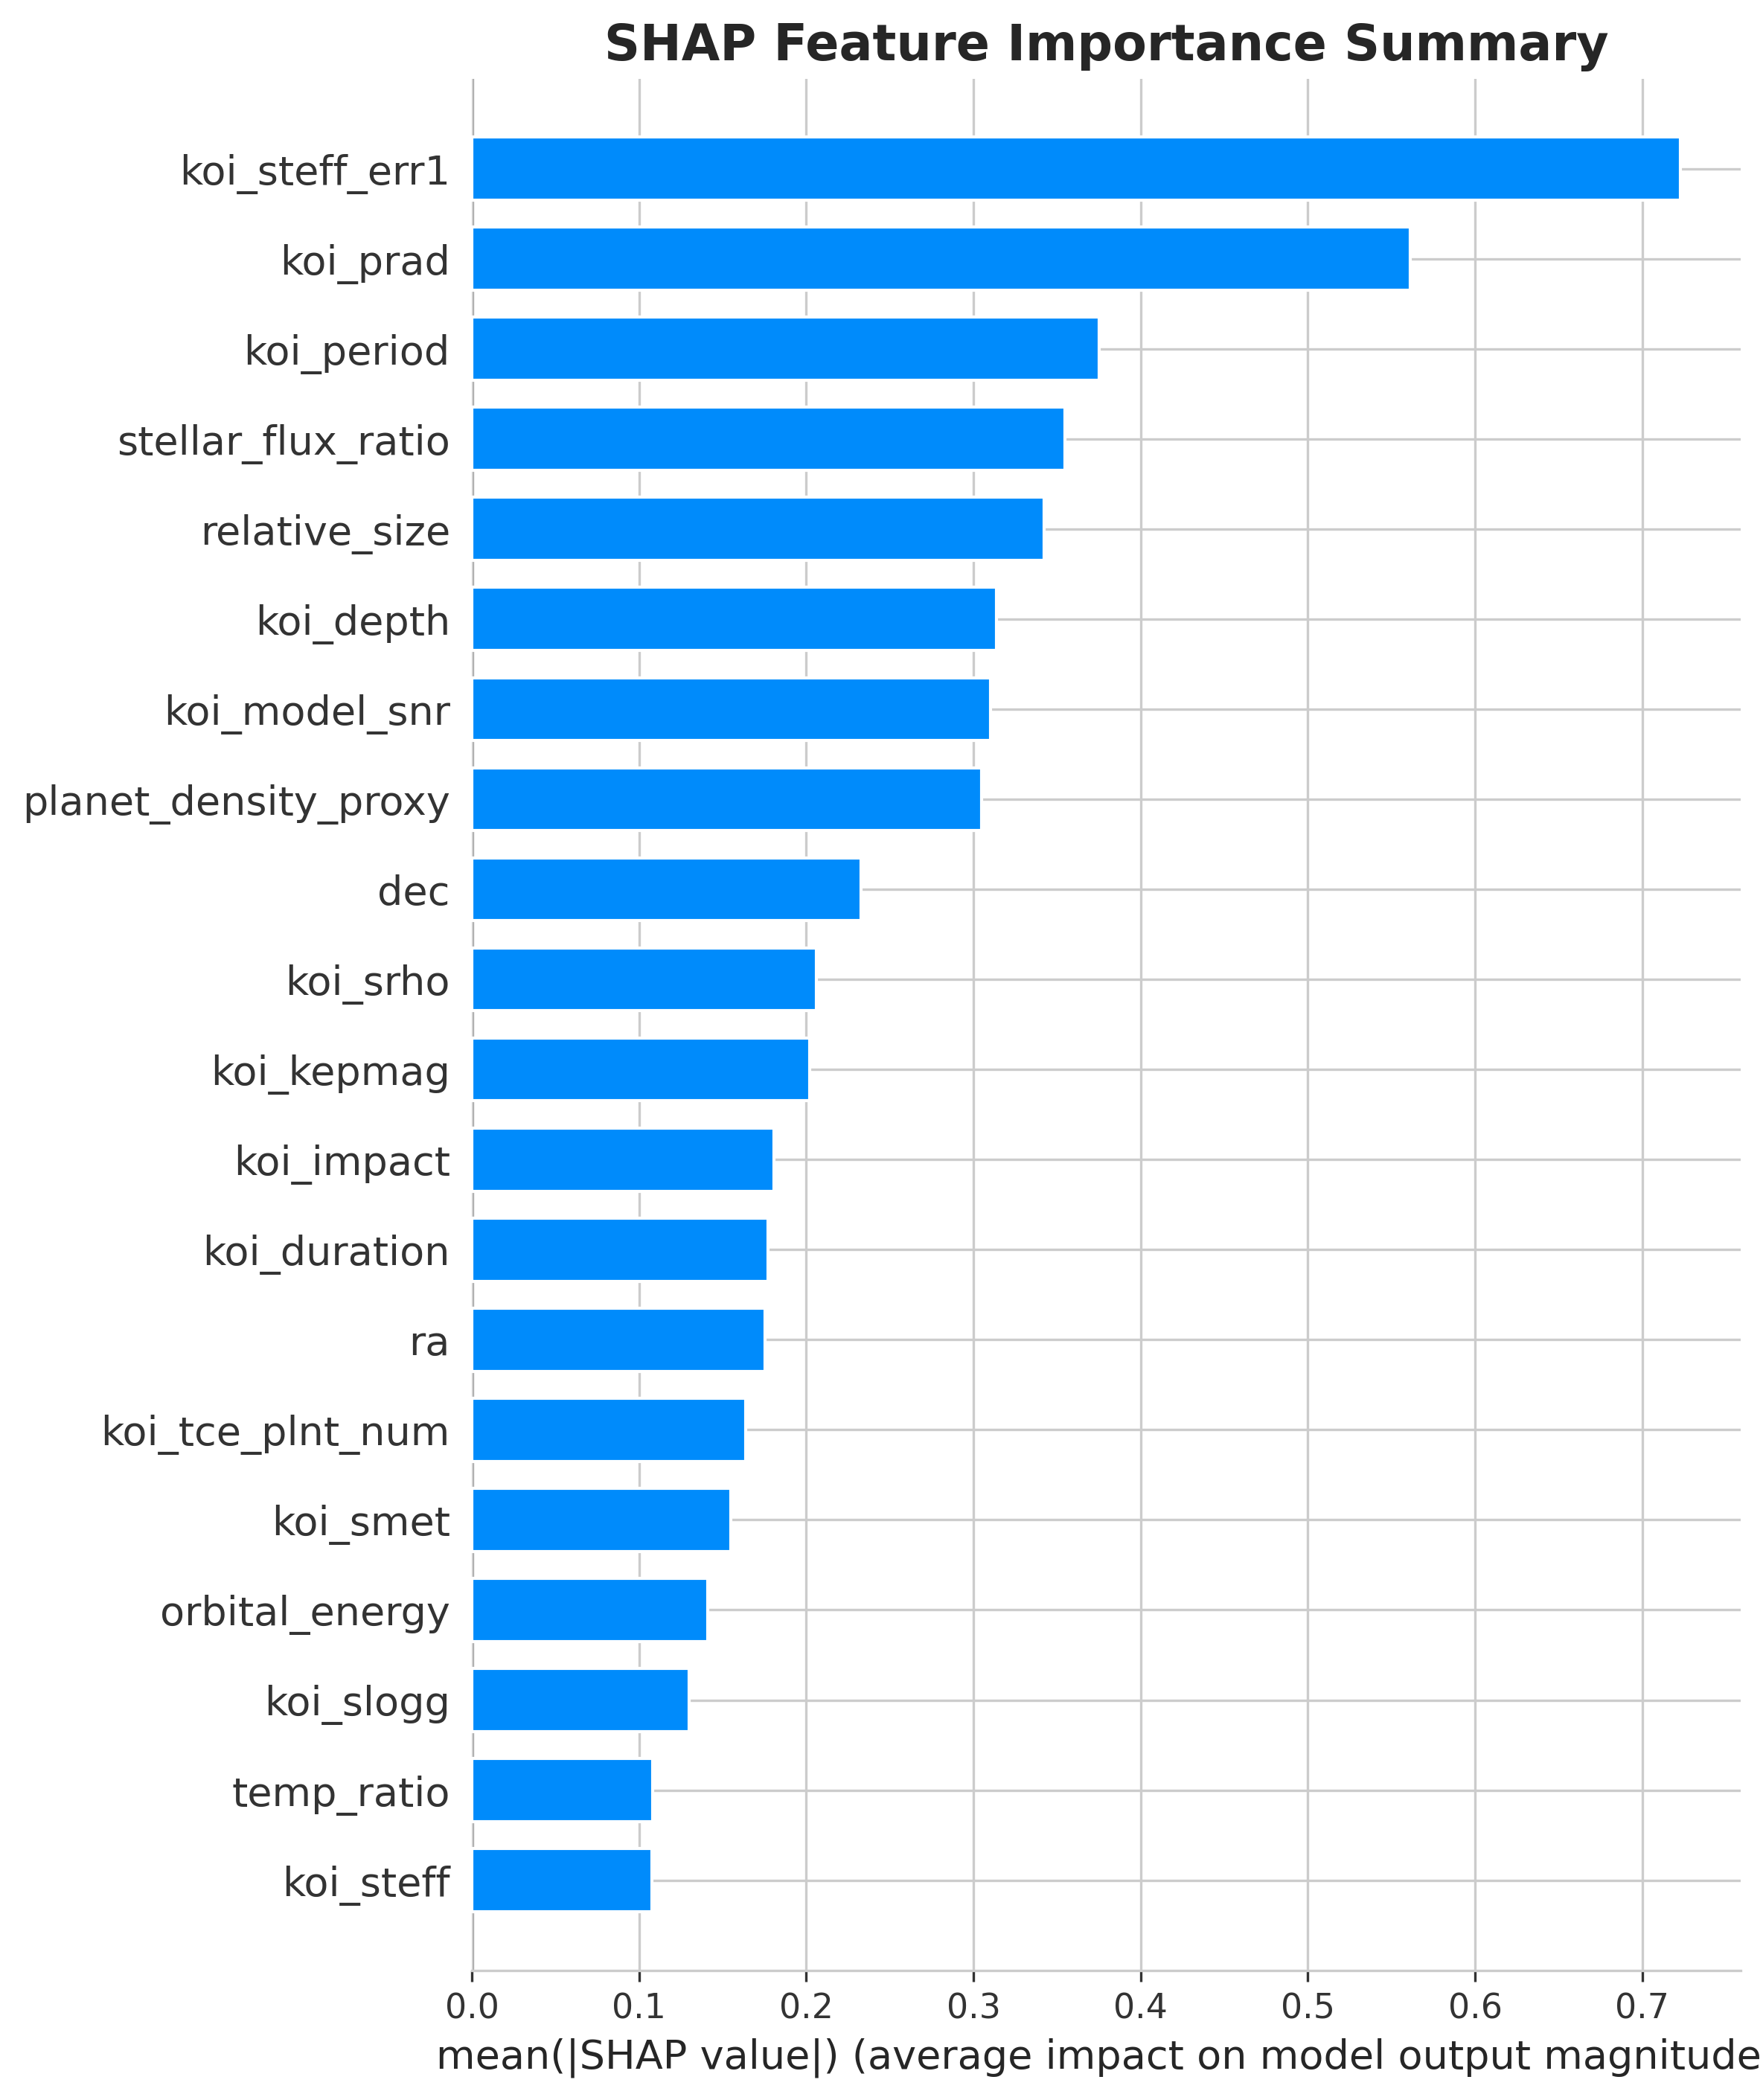 SHAP Feature Importance Summary
koi_steff_err1
koi_prad
koi_period
stellar_flux_ratio
relative_size
koi_depth
koi_model_snr
planet_density_proxy
dec
koi_srho
koi_kepmag
koi_impact
koi_duration
ra
koi_tce_plnt_num
koi_smet
orbital_energy
koi_slogg
temp_ratio
koi_steff
0.0 0.1 0.2 0.3 0.4 0.5 0.6 0.7
mean(|SHAP value|) (average impact on model output magnitude